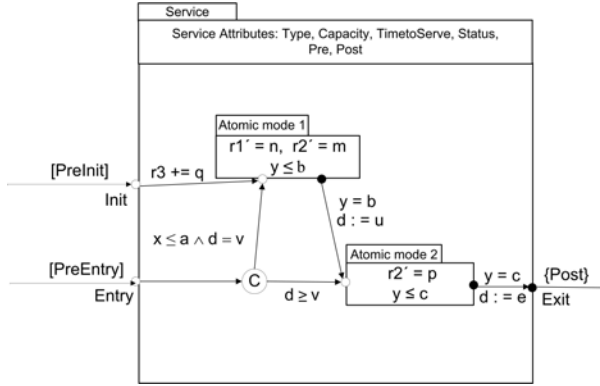 Service
Service Attributes: Type, Capacity, TimetoServe, Status,
Pre, Post
Atomic mode 1
r1´ = n, r2´ = m
y ≤ b
[PreInit]
r3 += q
Init
y = b
d : = u
x ≤ a ∧ d = v
[PreEntry]
Entry
C
d ≥ v
Atomic mode 2
r2´ = p
y ≤ c
y = c
d : = e
{Post}
Exit